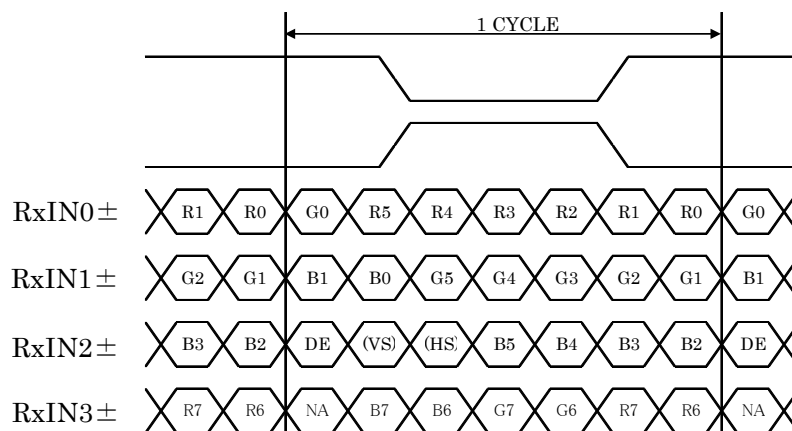 1 CYCLE
RxIN0± R1 R0 G0 R5 R4 R3 R2 R1 R0 G0
RxIN1± G2 G1 B1 B0 G5 G4 G3 G2 G1 B1
RxIN2± B3 B2 DE (VS) (HS) B5 B4 B3 B2 DE
RxIN3± R7 R6 NA B7 B6 G7 G6 R7 R6 NA